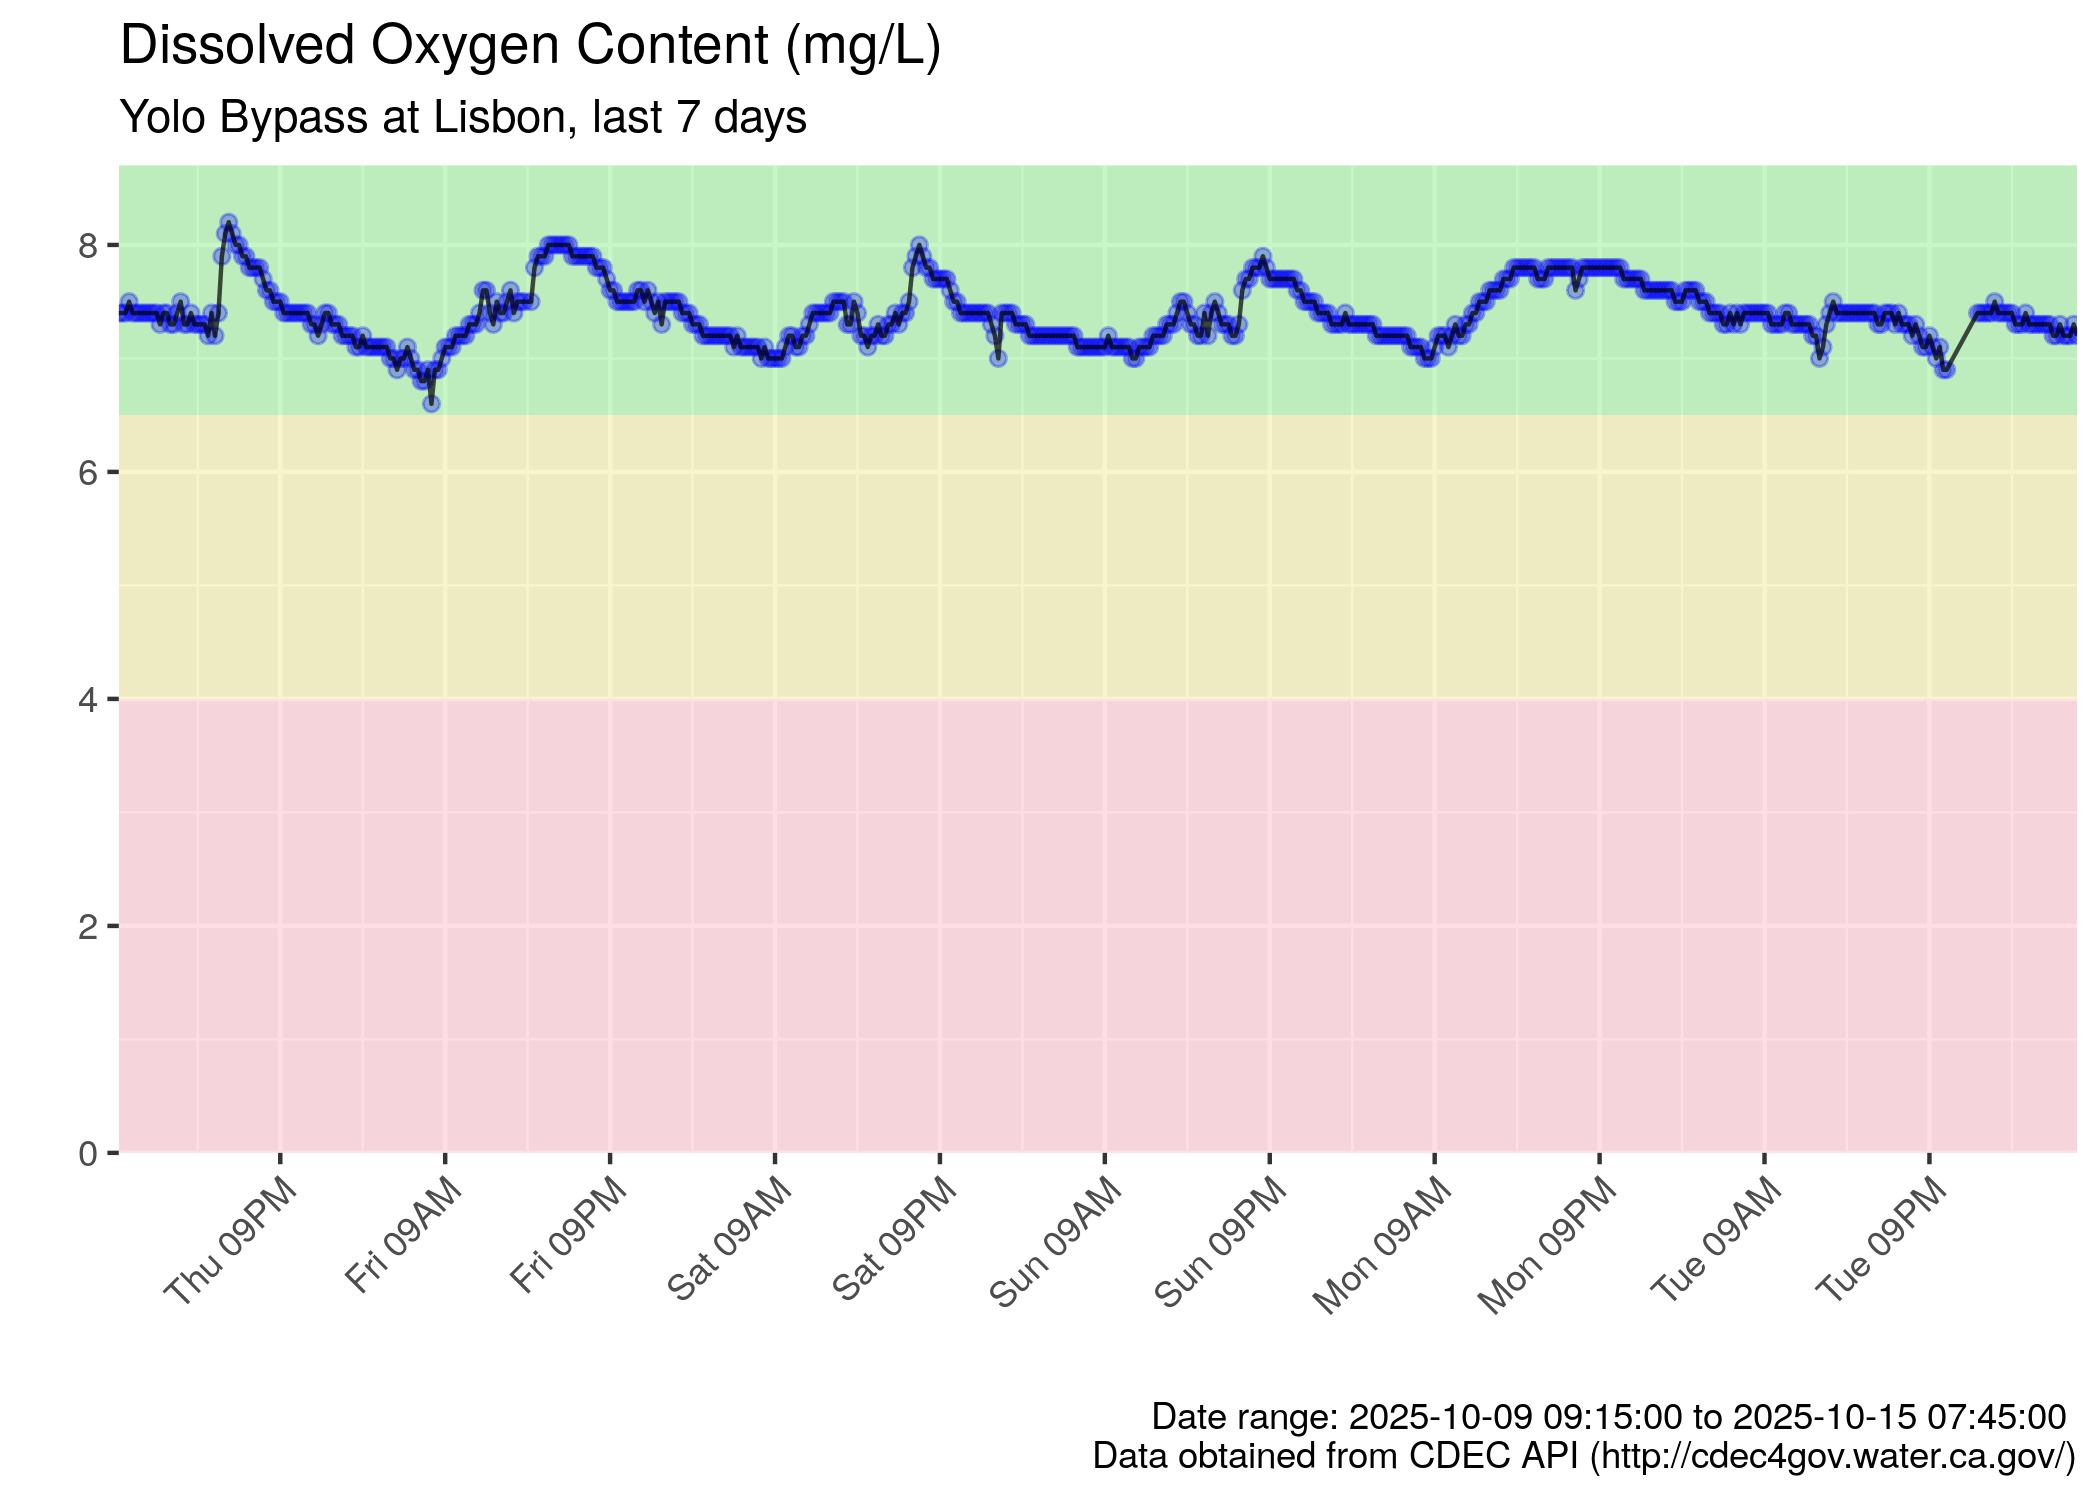 Dissolved Oxygen Content (mg/L)
Yolo Bypass at Lisbon, last 7 days
8
6
4
2
0
Thu 09PM
Fri 09AM
Fri 09PM
Sat 09AM
Sat 09PM
Sun 09AM
Sun 09PM
Mon 09AM
Mon 09PM
Tue 09AM
Tue 09PM
Date range: 2025-10-09 09:15:00 to 2025-10-15 07:45:00
Data obtained from CDEC API (http://cdec4gov.water.ca.gov/)